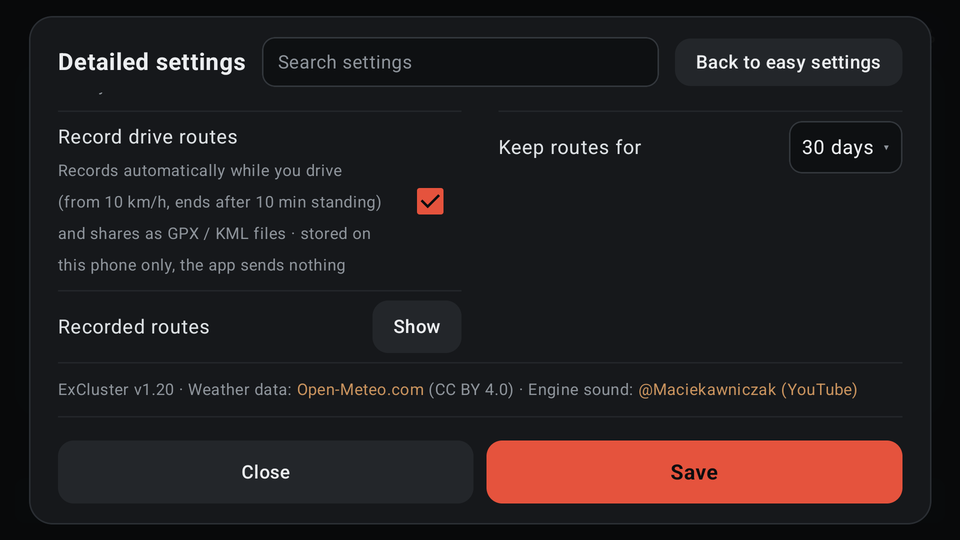 Detailed settings
Search settings
Back to easy settings
Record drive routes
Records automatically while you drive
(from 10 km/h, ends after 10 min standing)
and shares as GPX / KML files · stored on
this phone only, the app sends nothing
Keep routes for
30 days
Recorded routes
Show
ExCluster v1.20 · Weather data: Open-Meteo.com (CC BY 4.0) · Engine sound: @Maciekawniczak (YouTube)
Close
Save